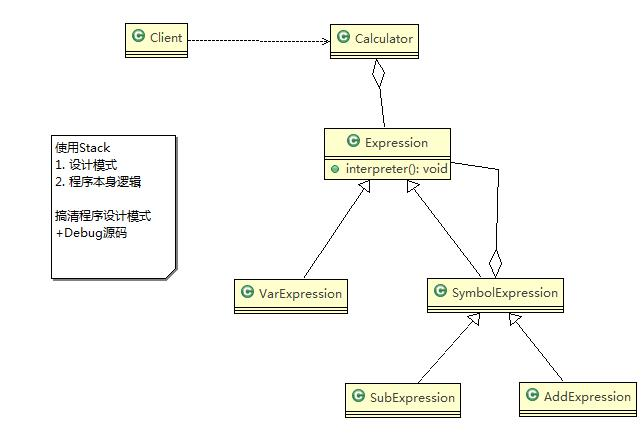 C Client
C Calculator
C Expression
interpreter(): void
使用Stack
1. 设计模式
2. 程序本身逻辑
搞清程序设计模式
+Debug源码
C VarExpression
C SymbolExpression
C SubExpression
C AddExpression